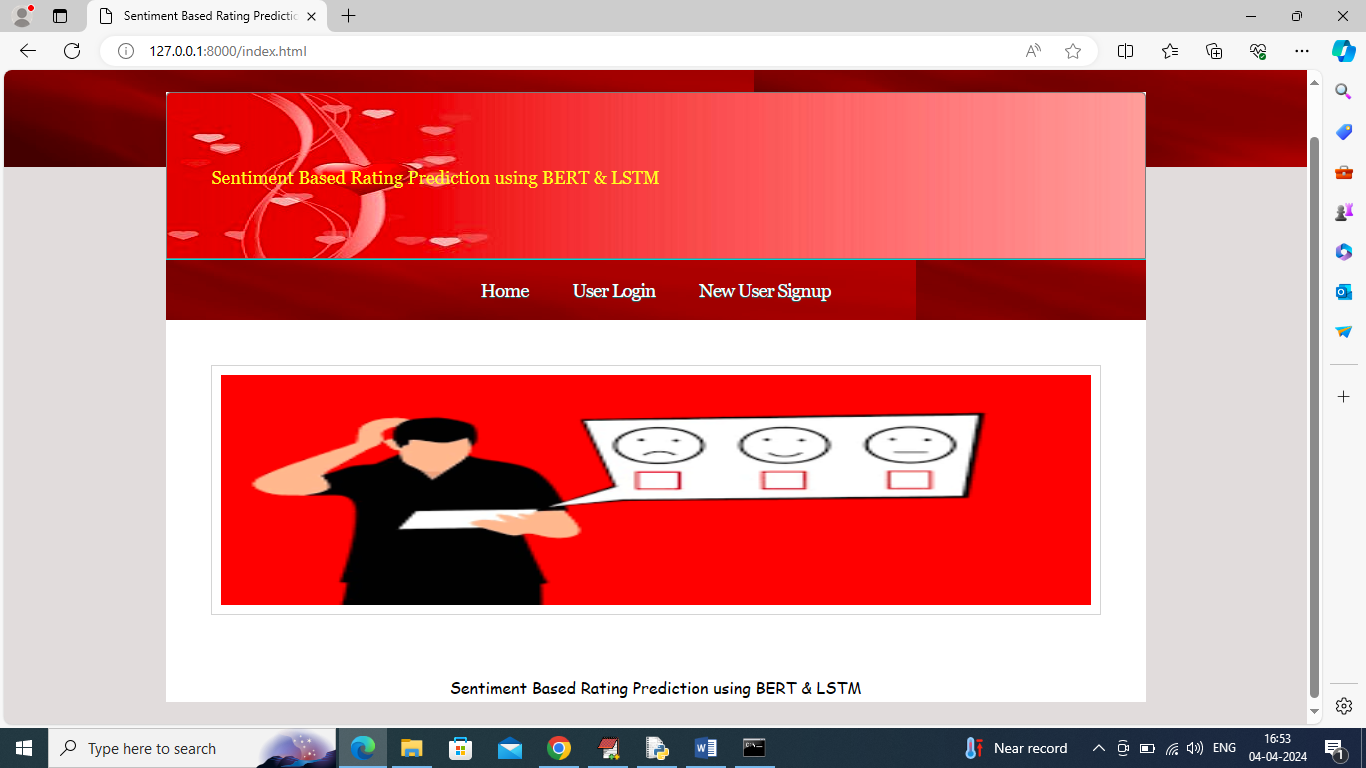 Sentiment Based Rating Predictio
127.0.0.1:8000/index.html
Sentiment Based Rating Prediction using BERT & LSTM
Home User Login New User Signup
Sentiment Based Rating Prediction using BERT & LSTM
Type here to search
Near record
ENG
16:53
04-04-2024
1